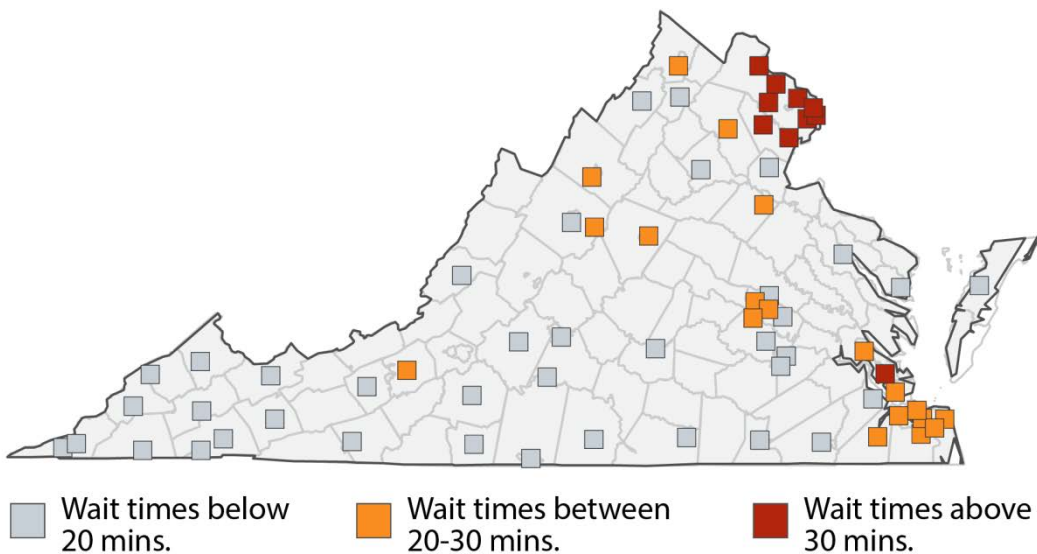 Wait times below
20 mins.
Wait times between
20-30 mins.
Wait times above
30 mins.